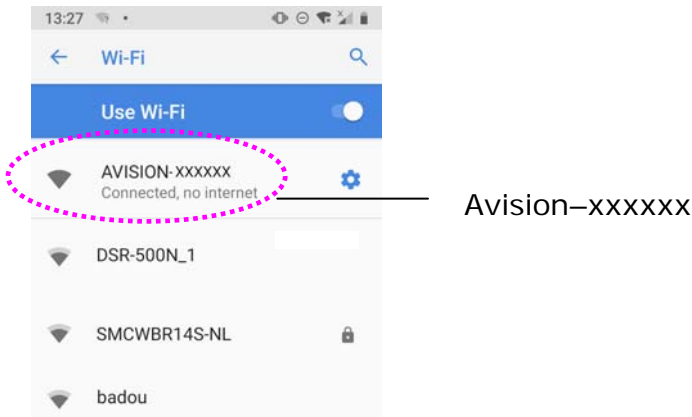 13:27
Wi-Fi
Use Wi-Fi
AVISION-xxxxxx
Connected, no internet
Avision–xxxxxx
DSR-500N_1
SMCWBR14S-NL
badou